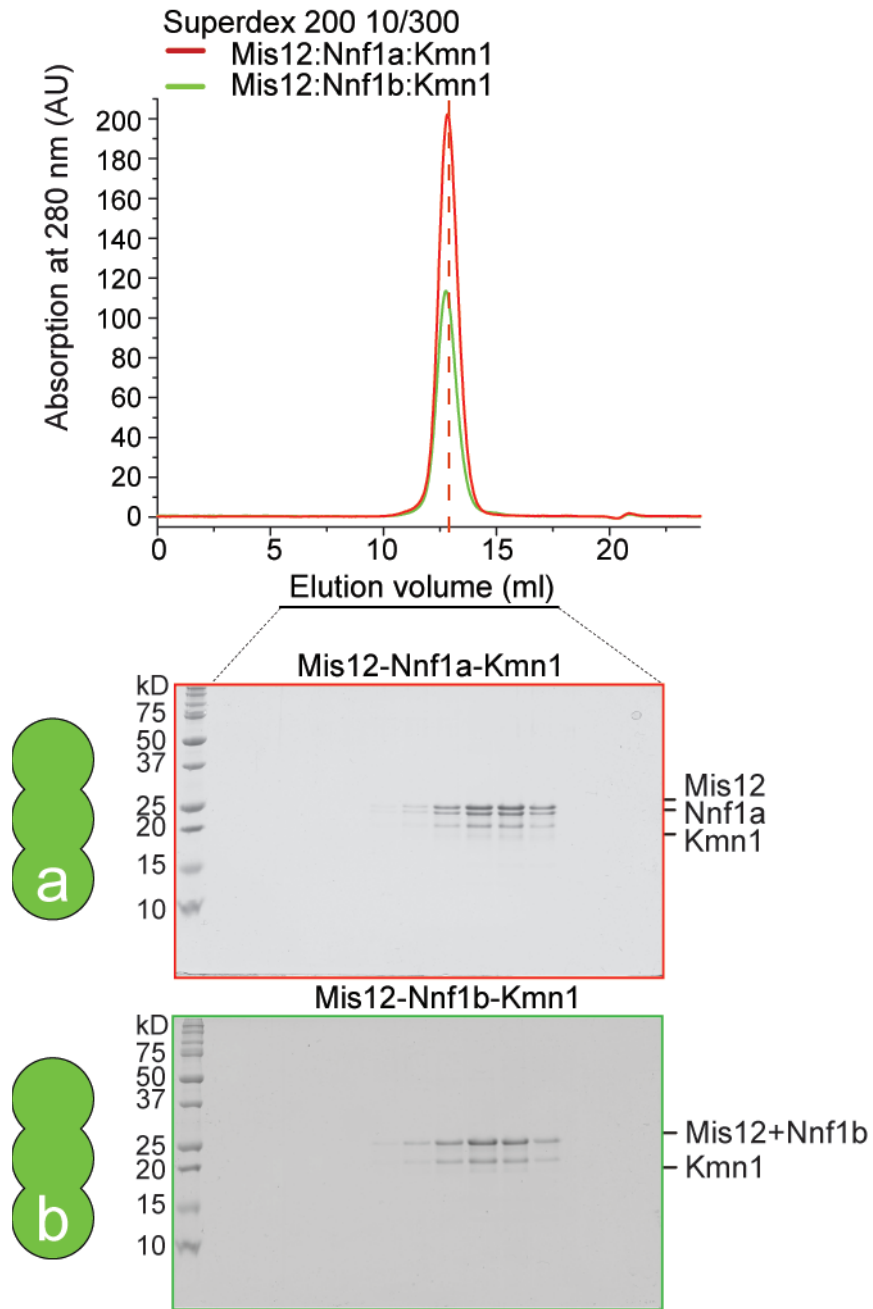 Superdex 200 10/300
Mis12:Nnf1a:Kmn1
Mis12:Nnf1b:Kmn1
Absorption at 280 nm (AU)
200
180
160
140
120
100
80
60
40
20
0
0 5 10 15 20
Elution volume (ml)
Mis12-Nnf1a-Kmn1
kD
75
50
37
25
20
15
10
Mis12
Nnf1a
Kmn1
a
Mis12-Nnf1b-Kmn1
kD
75
50
37
25
20
15
10
Mis12+Nnf1b
Kmn1
b